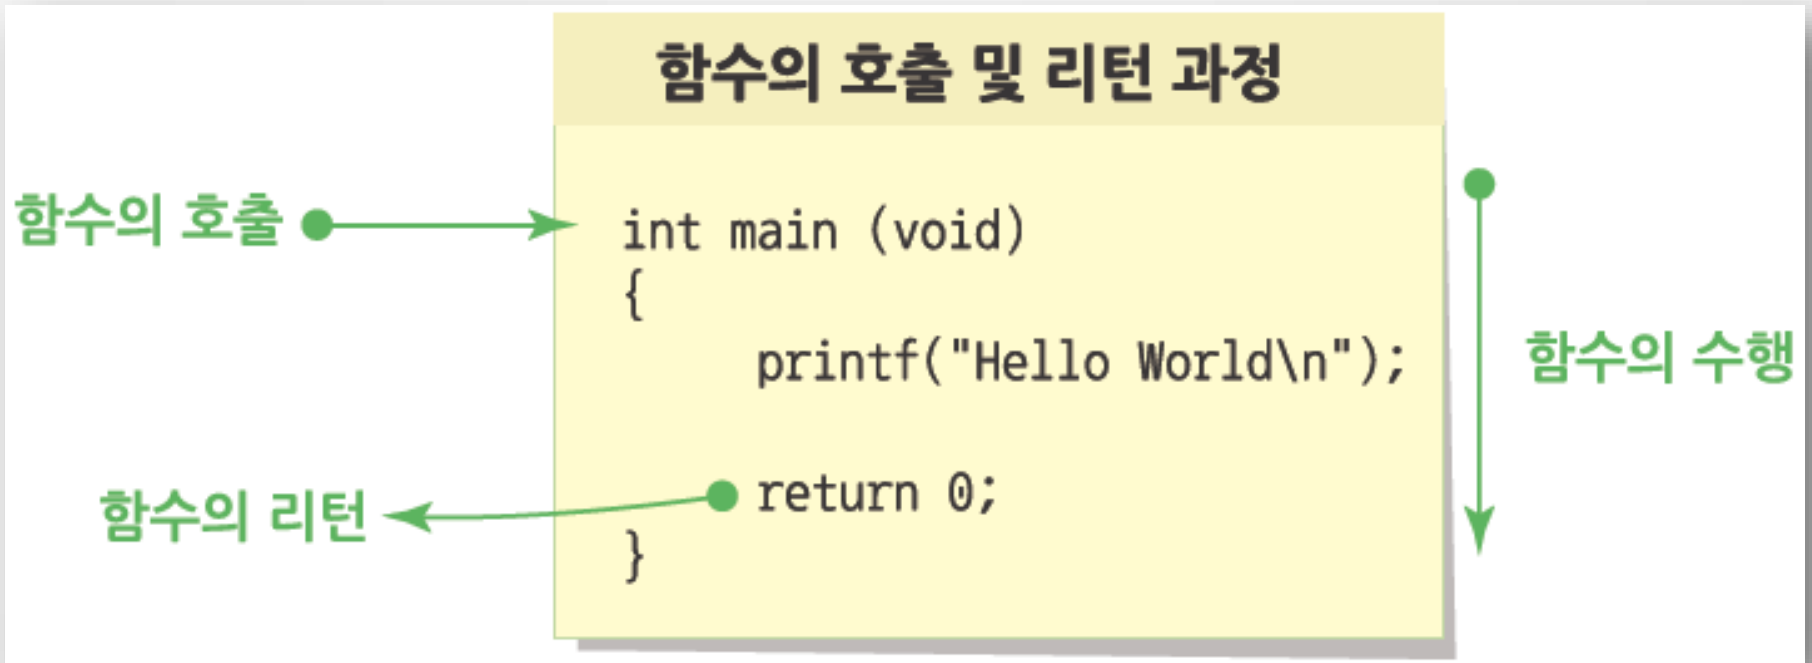 함수의 호출 및 리턴 과정
함수의 호출
int main (void)
{
printf("Hello World\n");
함수의 수행
return 0;
함수의 리턴
}